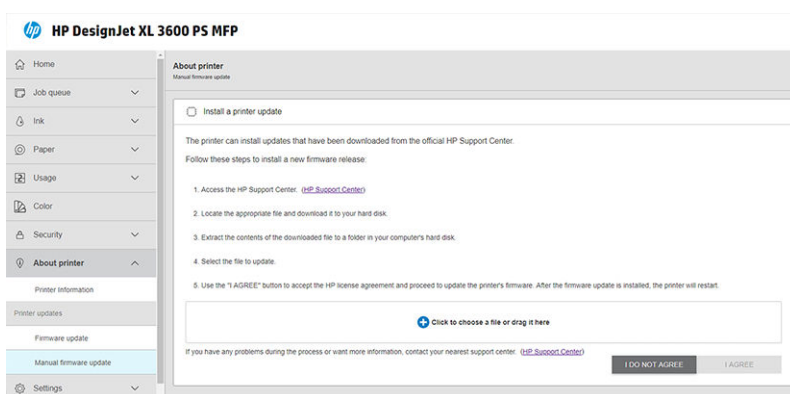 hp HP DesignJet XL 3600 PS MFP
Home
Job queue
Ink
Paper
Usage
Color
Security
About printer
Printer Information
Printer updates
Firmware update
Manual firmware update
Settings
About printer
Manual firmware update
Install a printer update
The printer can install updates that have been downloaded from the official HP Support Center.
Follow these steps to install a new firmware release:
1. Access the HP Support Center. (HP Support Center)
2. Locate the appropriate file and download it to your hard disk.
3. Extract the contents of the downloaded file to a folder in your computer's hard disk.
4. Select the file to update.
5. Use the "I AGREE" button to accept the HP license agreement and proceed to update the printer's firmware. After the firmware update is installed, the printer will restart.
Click to choose a file or drag it here
If you have any problems during the process or want more information, contact your nearest support center. (HP Support Center)
I DO NOT AGREE
I AGREE